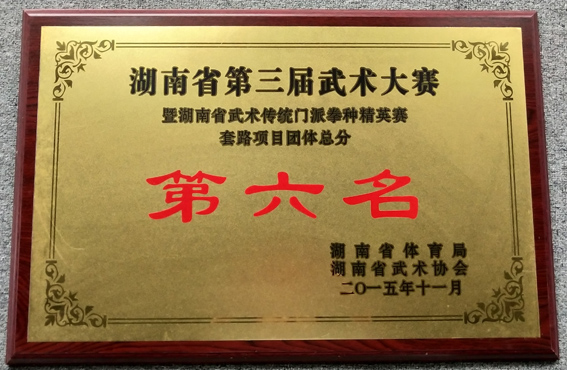 湖南省第三届武术大赛
暨湖南省武术传统门派拳种精英赛
套路项目团体总分
第六名
湖南省体育局
湖南省武术协会
二〇一五年十一月